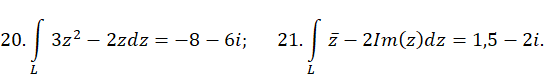 20. ∫_L 3z² − 2zdz = −8 − 6i; 21. ∫_L z̄ − 2Im(z)dz = 1,5 − 2i.